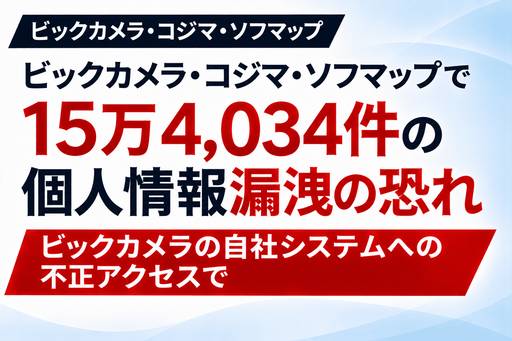 ビックカメラ・コジマ・ソフマップ
ビックカメラ・コジマ・ソフマップで
15万4,034件の
個人情報漏洩の恐れ
ビックカメラの自社システムへの
不正アクセスで